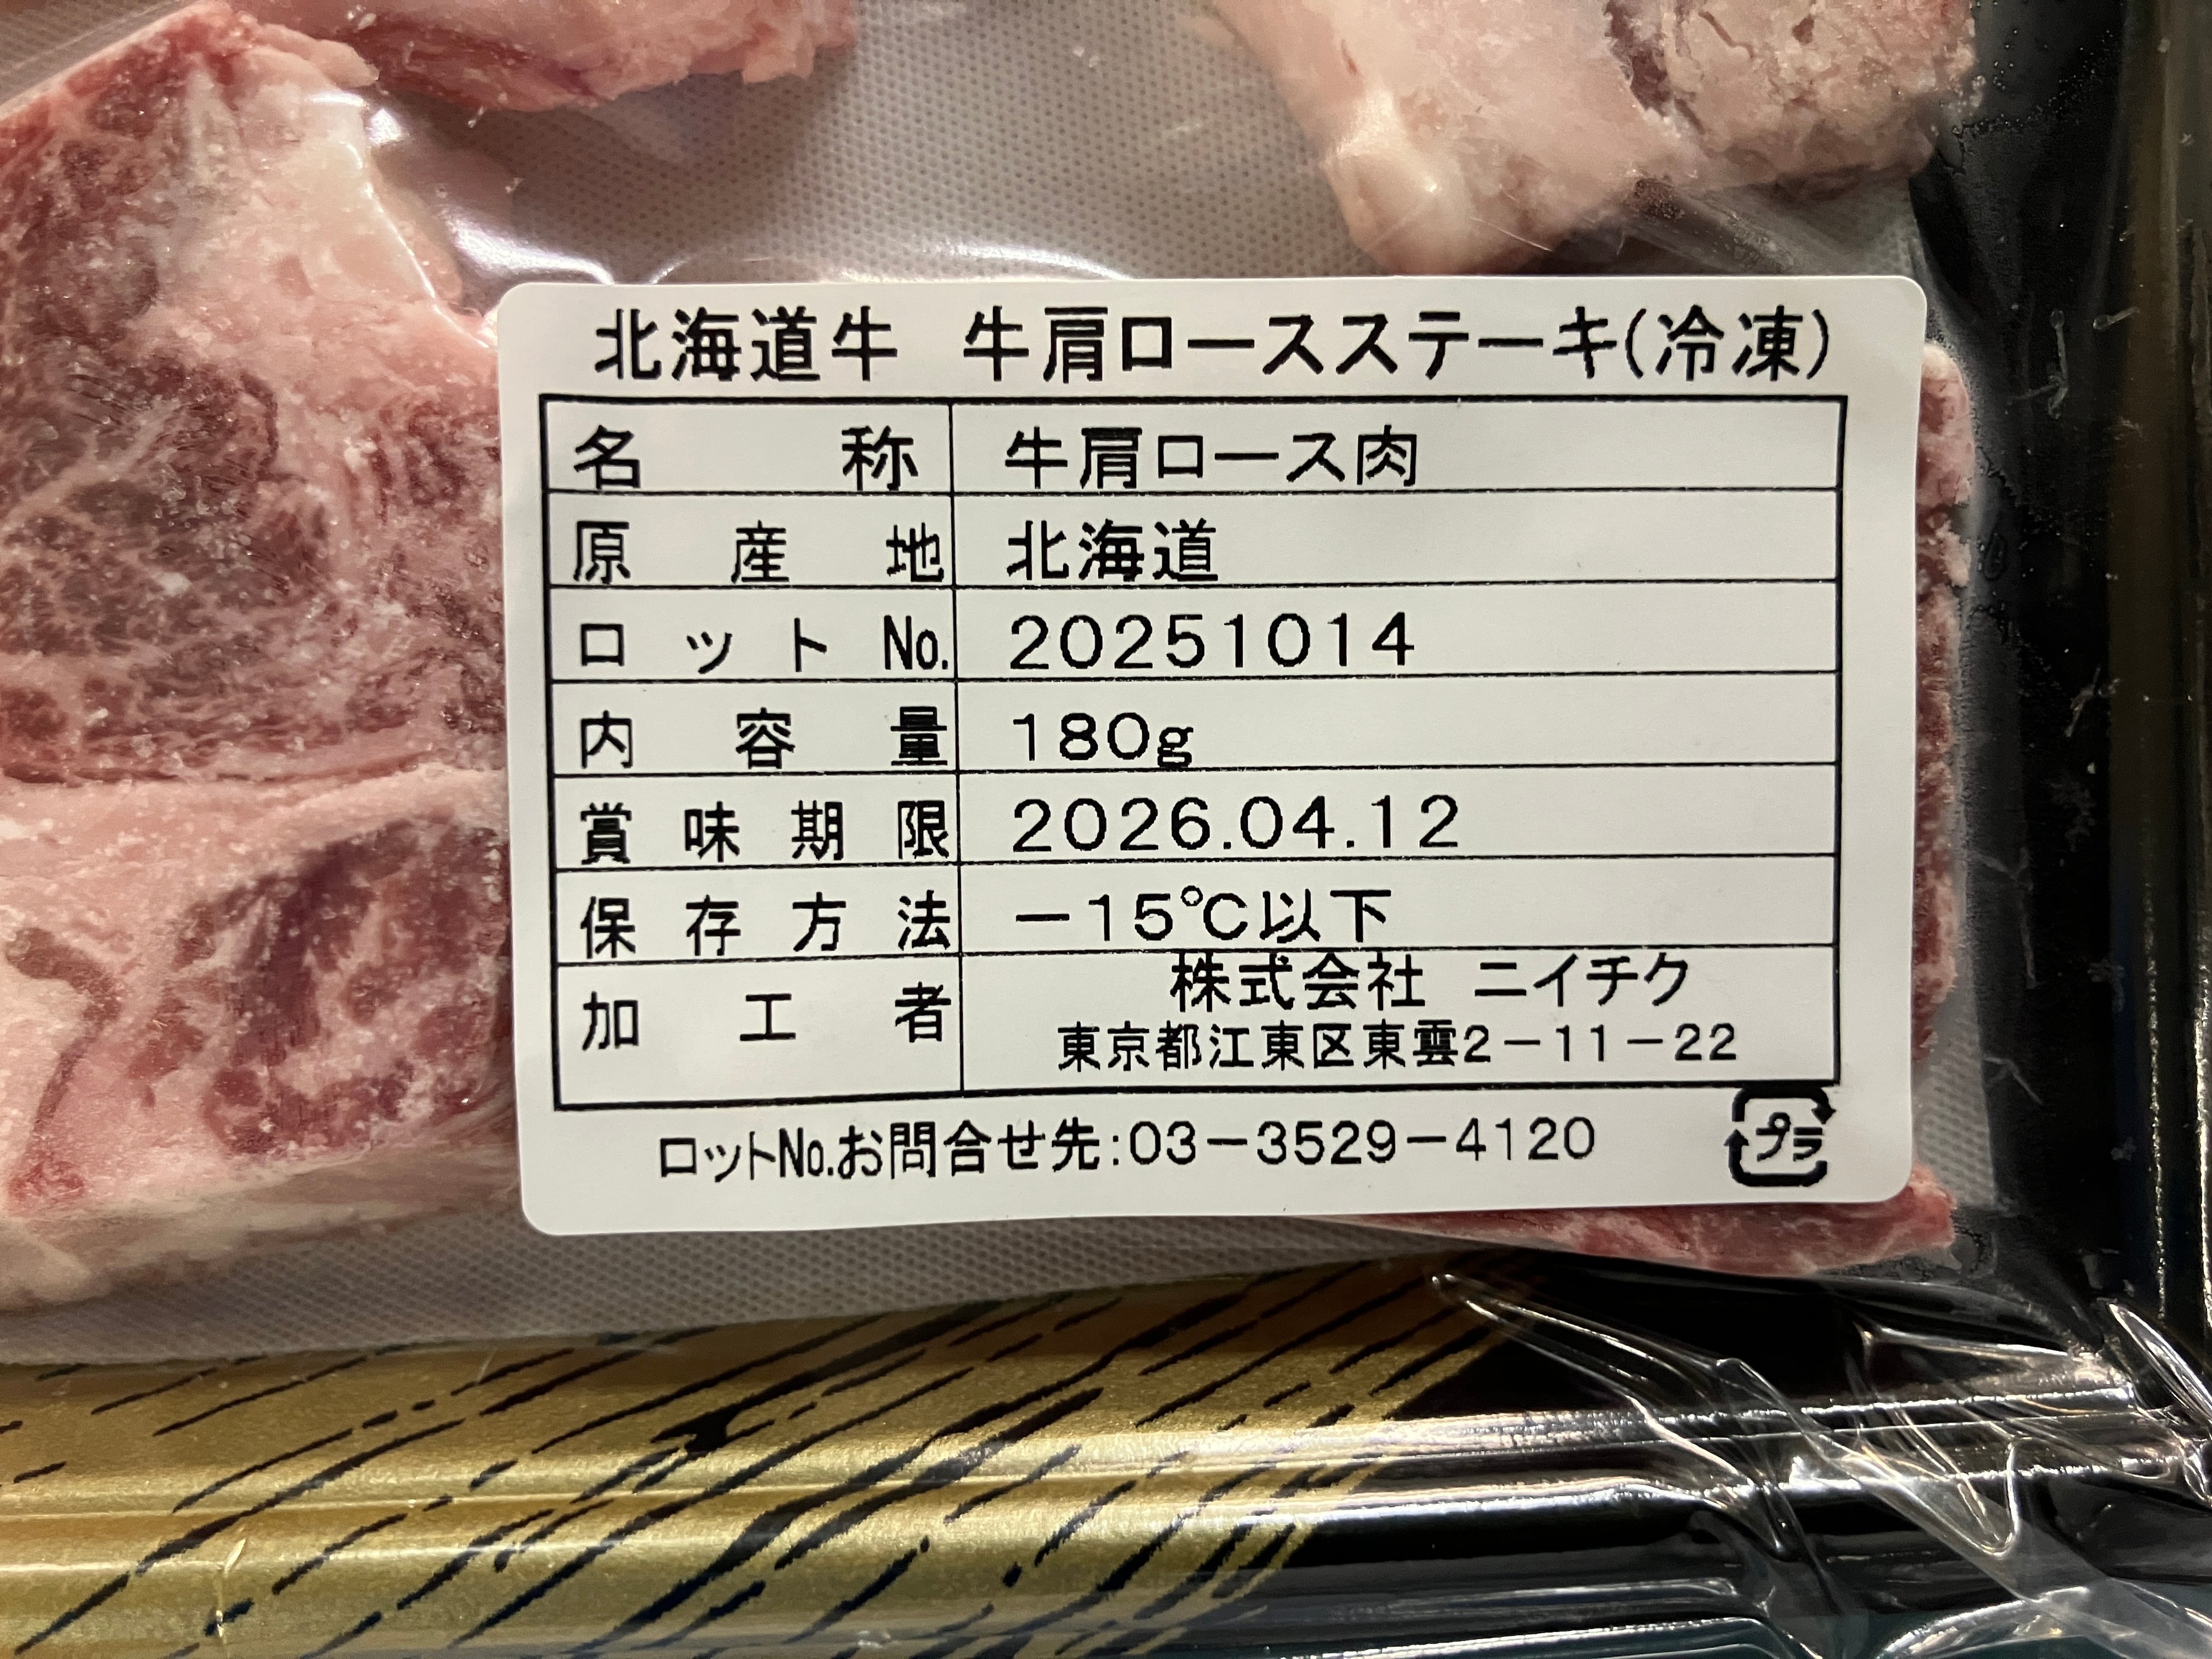 北海道牛　牛肩ロースステーキ(冷凍)
名称 牛肩ロース肉
原産地 北海道
ロットNo. 20251014
内容量 180g
賞味期限 2026.04.12
保存方法 －15℃以下
加工者 株式会社 ニイチク
東京都江東区東雲2－11－22
ロットNo.お問合せ先:03－3529－4120
プラ